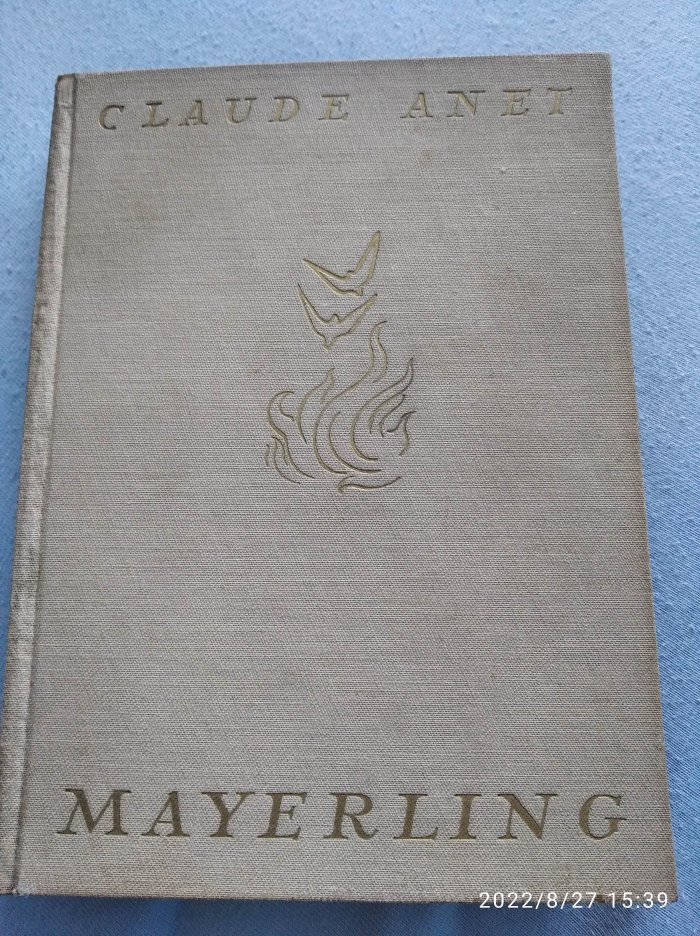 CLAUDE ANET
MAYERLING
2022/8/27 15:39